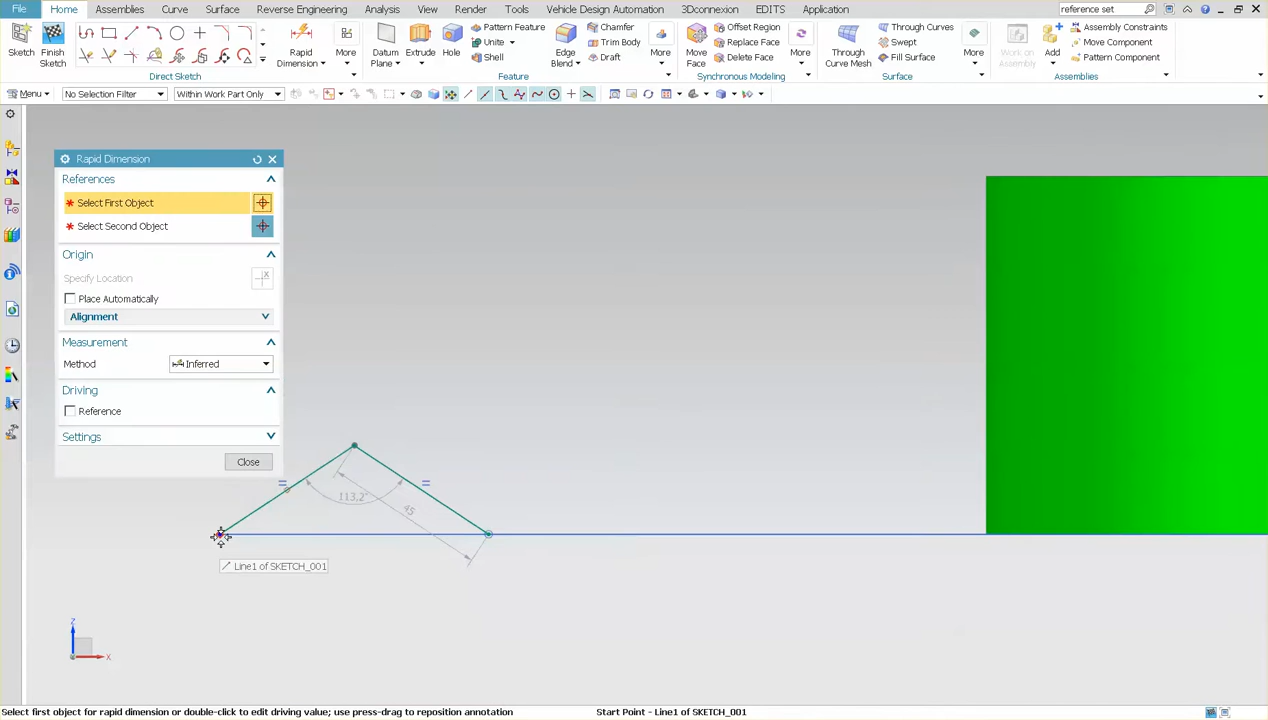 File Home Assemblies Curve Surface Reverse Engineering Analysis View Render Tools Vehicle Design Automation 3Dconnexion EDITS Application reference set
Sketch
Finish Sketch
Direct Sketch
Rapid Dimension
More
Datum Plane
Extrude
Hole
Pattern Feature
Unite
Shell
Feature
Edge Blend
Chamfer
Trim Body
Draft
More
Move Face
Offset Region
Replace Face
Delete Face
More
Synchronous Modeling
Through Curve Mesh
Through Curves
Swept
Fill Surface
More
Surface
Work on Assembly
Add
Assembly Constraints
Move Component
Pattern Component
Assemblies
Menu No Selection Filter Within Work Part Only
Rapid Dimension
References
* Select First Object
* Select Second Object
Origin
Specify Location
Place Automatically
Alignment
Measurement
Method Inferred
Driving
Reference
Settings
Close
113,2°
45
Line1 of SKETCH_001
Z
X
Select first object for rapid dimension or double-click to edit driving value; use press-drag to reposition annotation Start Point - Line1 of SKETCH_001